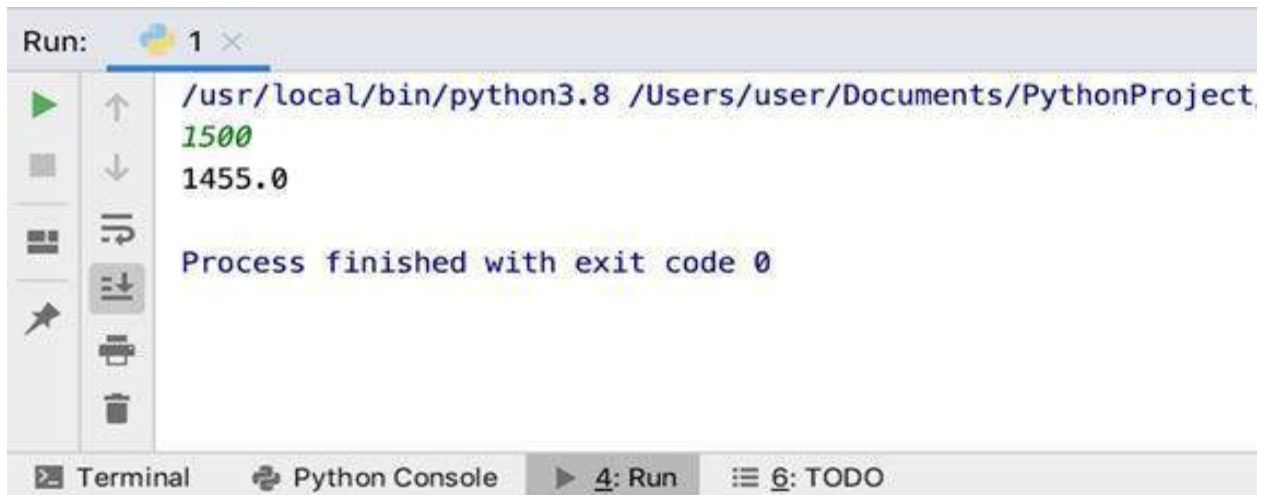 Run: 1
/usr/local/bin/python3.8 /Users/user/Documents/PythonProject/
1500
1455.0
Process finished with exit code 0
Terminal Python Console 4: Run 6: TODO